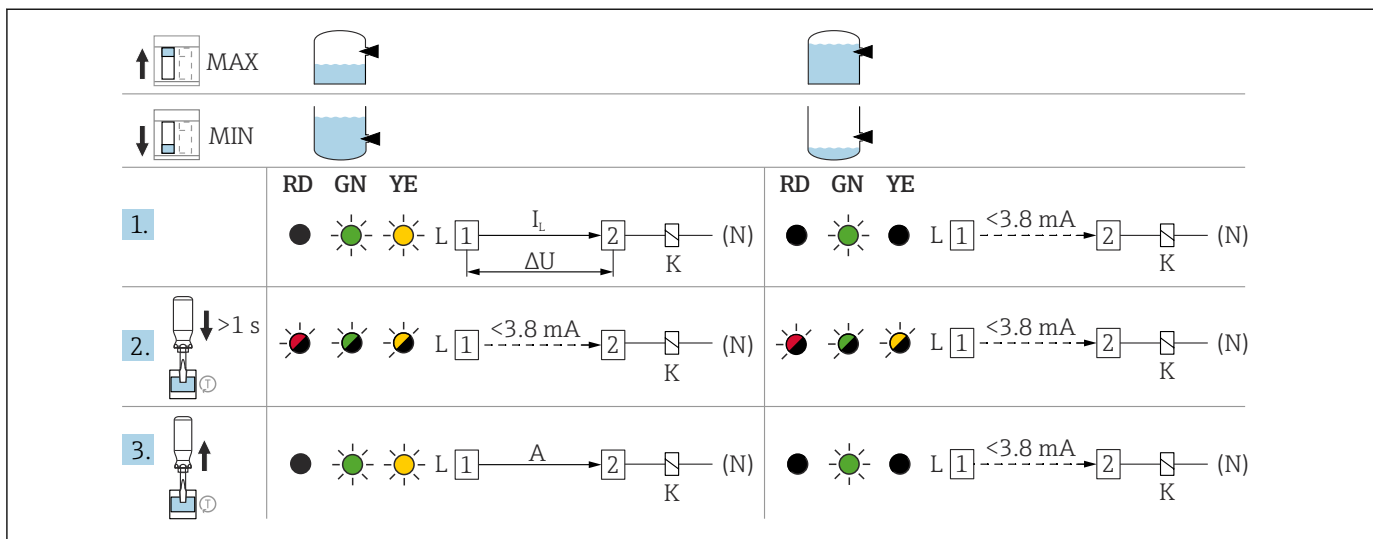 MAX
MIN
RD GN YE RD GN YE
1. L 1 I_L 2 (N) L 1 <3.8 mA 2 (N)
ΔU K K
2. >1 s L 1 <3.8 mA 2 (N) L 1 <3.8 mA 2 (N)
T K K
3. L 1 A 2 (N) L 1 <3.8 mA 2 (N)
T K K